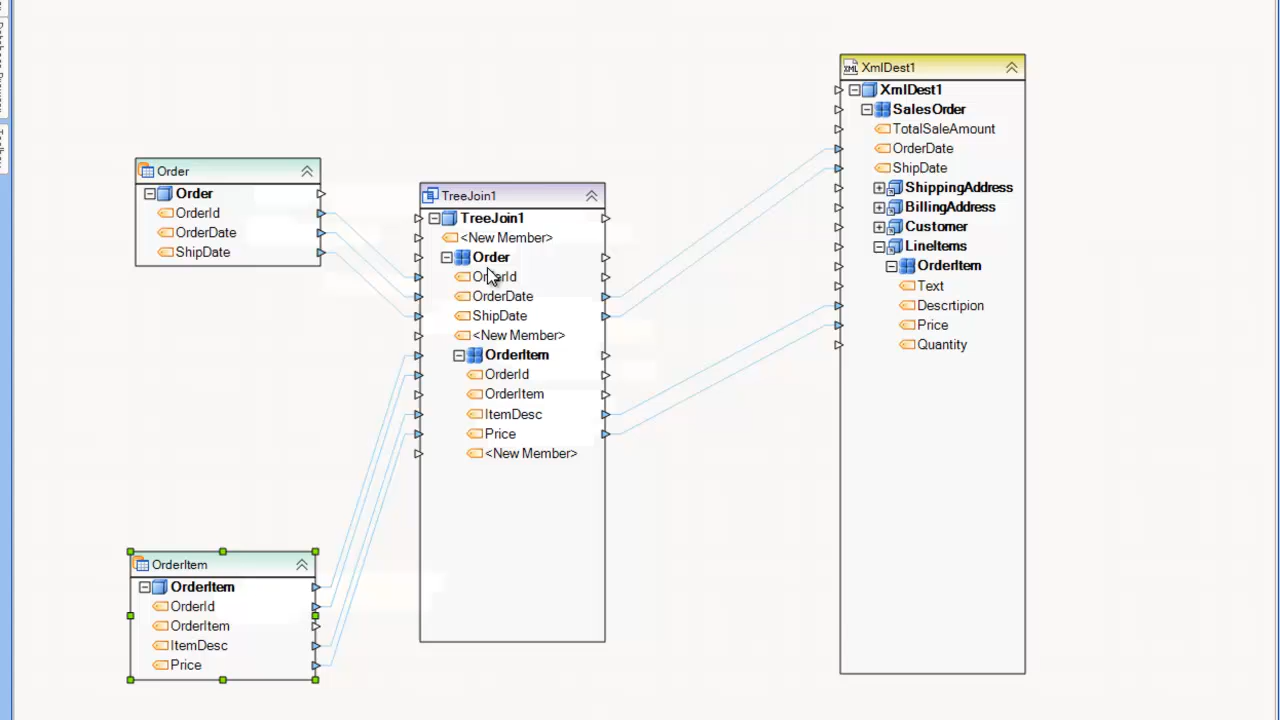 Order
Order
OrderId
OrderDate
ShipDate
TreeJoin1
TreeJoin1
<New Member>
Order
OrderId
OrderDate
ShipDate
<New Member>
OrderItem
OrderId
OrderItem
ItemDesc
Price
<New Member>
OrderItem
OrderItem
OrderId
OrderItem
ItemDesc
Price
XML XmlDest1
XmlDest1
SalesOrder
TotalSaleAmount
OrderDate
ShipDate
ShippingAddress
BillingAddress
Customer
LineItems
OrderItem
Text
Descrtipion
Price
Quantity